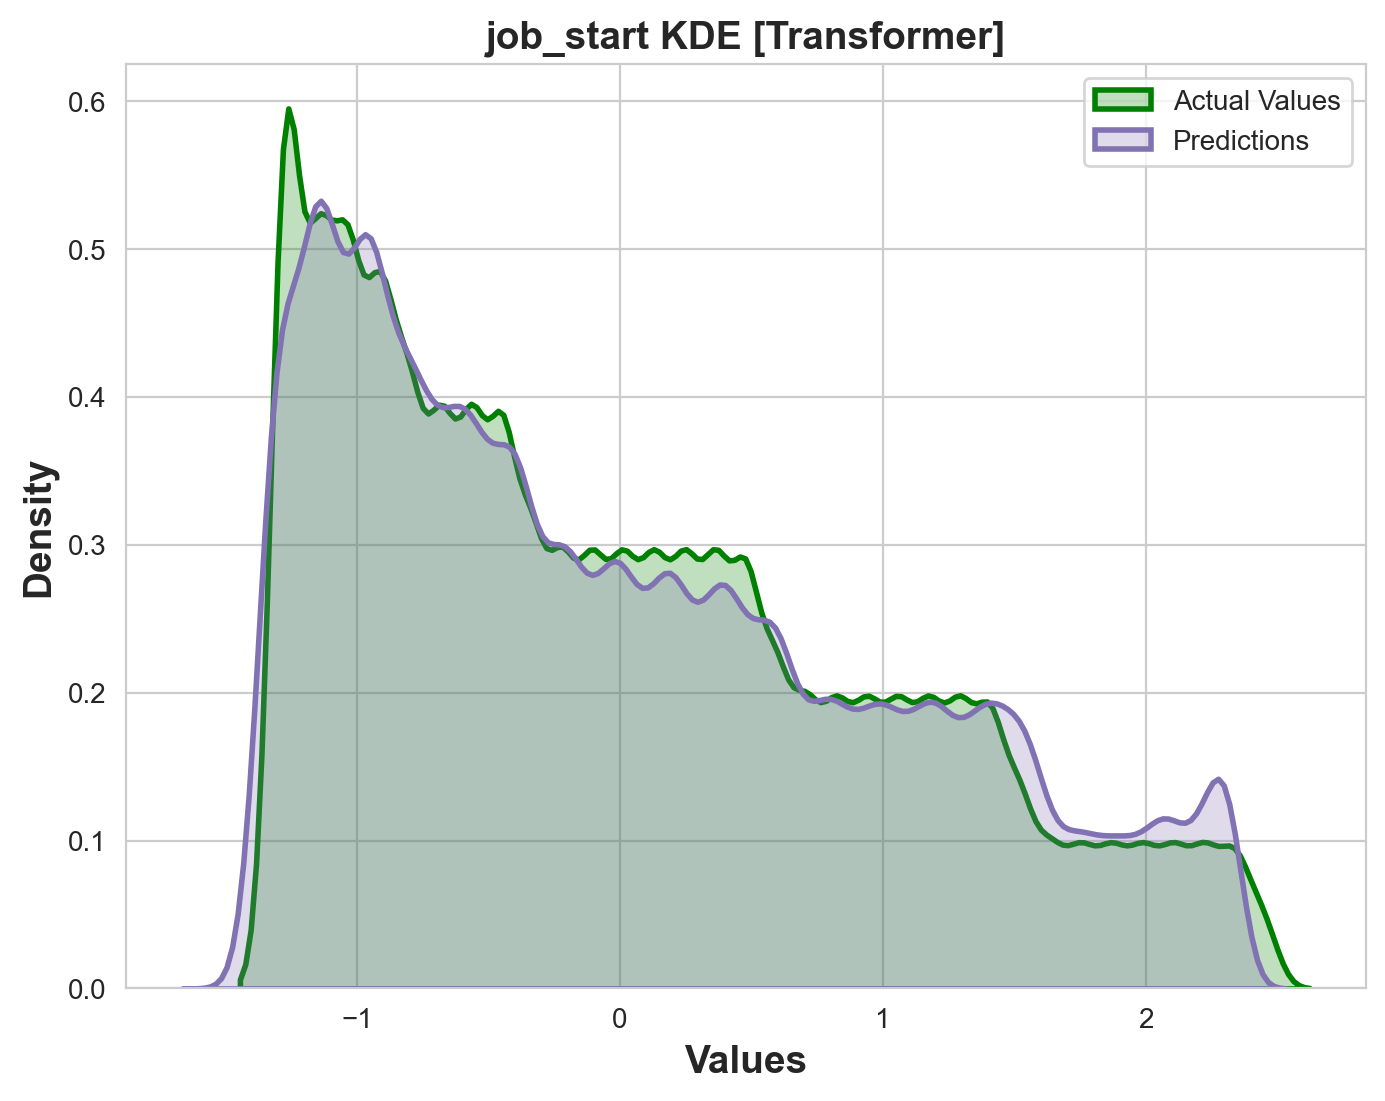 job_start KDE [Transformer]
Actual Values
Predictions
0.6
0.5
0.4
0.3
0.2
0.1
0.0
Density
−1
0
1
2
Values